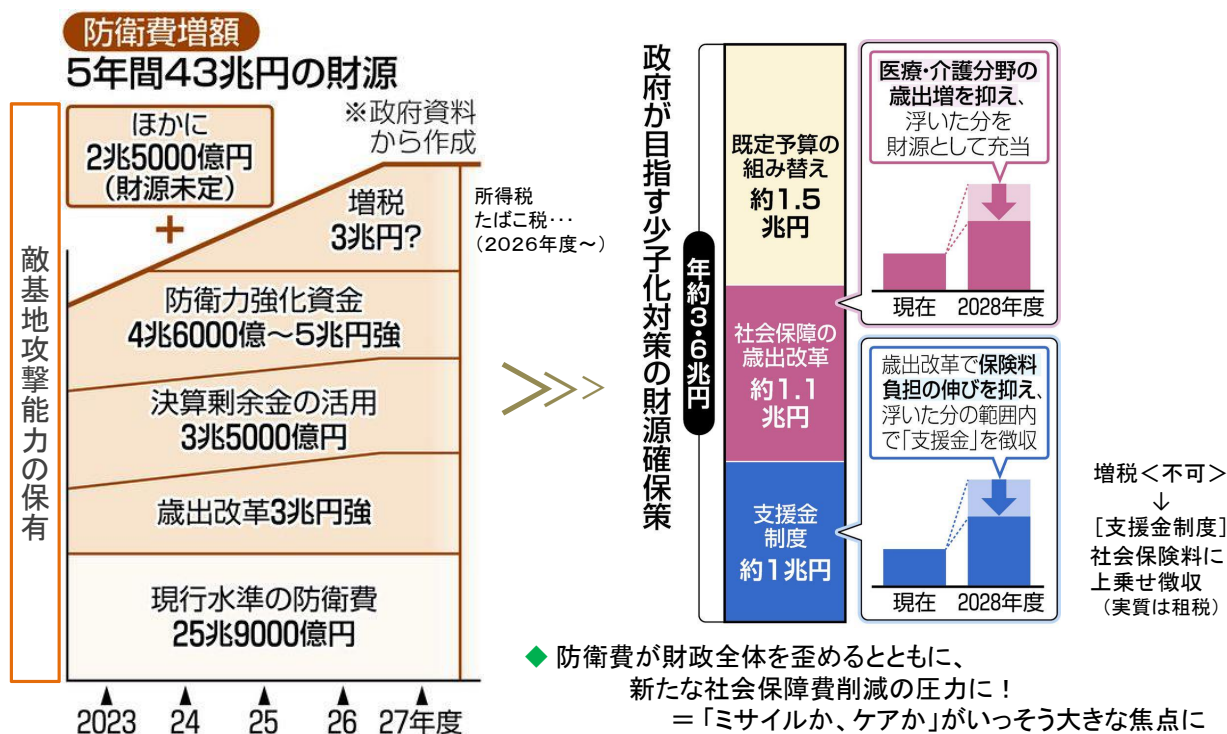 防衛費増額
5年間43兆円の財源
※政府資料
から作成
ほかに
2兆5000億円
(財源未定)
+
増税
3兆円?
所得税
たばこ税・・・
(2026年度～)
防衛力強化資金
4兆6000億～5兆円強
決算剰余金の活用
3兆5000億円
歳出改革3兆円強
現行水準の防衛費
25兆9000億円
2023
24
25
26
27年度
敵基地攻撃能力の保有
政府が目指す少子化対策の財源確保策
年約3・6兆円
既定予算の
組み替え
約1.5
兆円
社会保障の
歳出改革
約1.1
兆円
支援金
制度
約1兆円
医療・介護分野の
歳出増を抑え、
浮いた分を
財源として充当
現在
2028年度
歳出改革で保険料
負担の伸びを抑え、
浮いた分の範囲内
で「支援金」を徴収
現在
2028年度
増税＜不可＞
↓
[支援金制度]
社会保険料に
上乗せ徴収
(実質は租税)
◆ 防衛費が財政全体を歪めるとともに、
新たな社会保障費削減の圧力に！
＝「ミサイルか、ケアか」がいっそう大きな焦点に